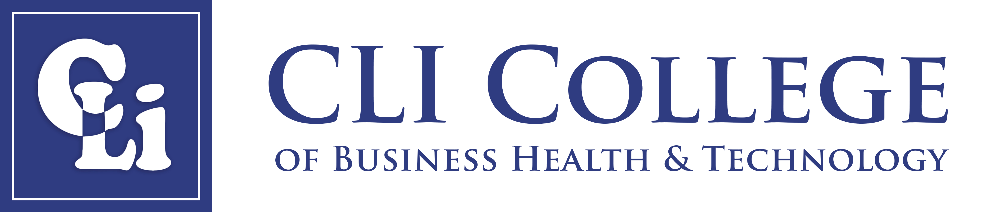 CLi
CLI COLLEGE
OF BUSINESS HEALTH & TECHNOLOGY